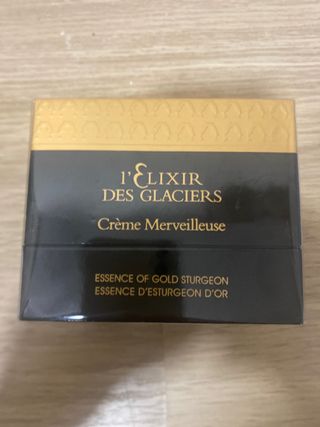 l'Elixir
des Glaciers
Crème Merveilleuse
ESSENCE OF GOLD STURGEON
ESSENCE D'ESTURGEON D'OR